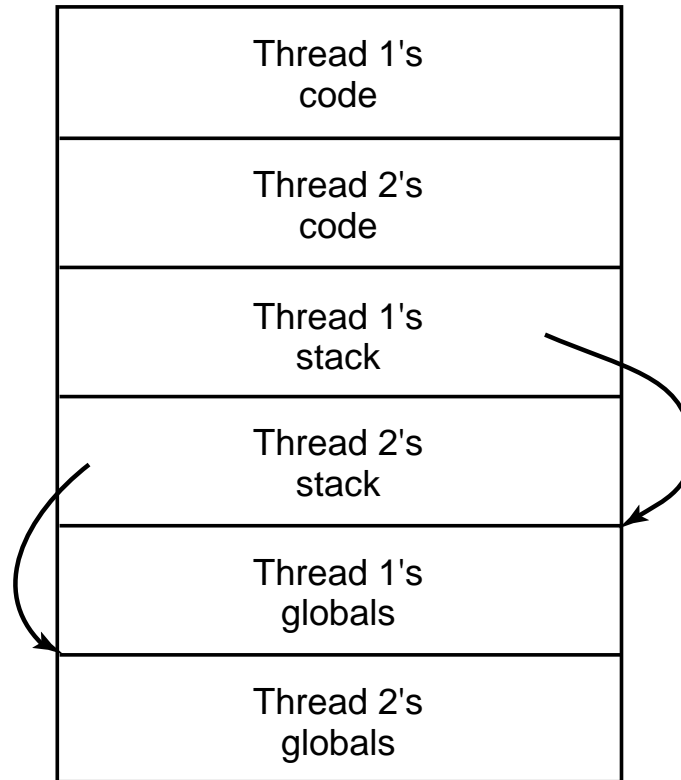 Thread 1's
code
Thread 2's
code
Thread 1's
stack
Thread 2's
stack
Thread 1's
globals
Thread 2's
globals